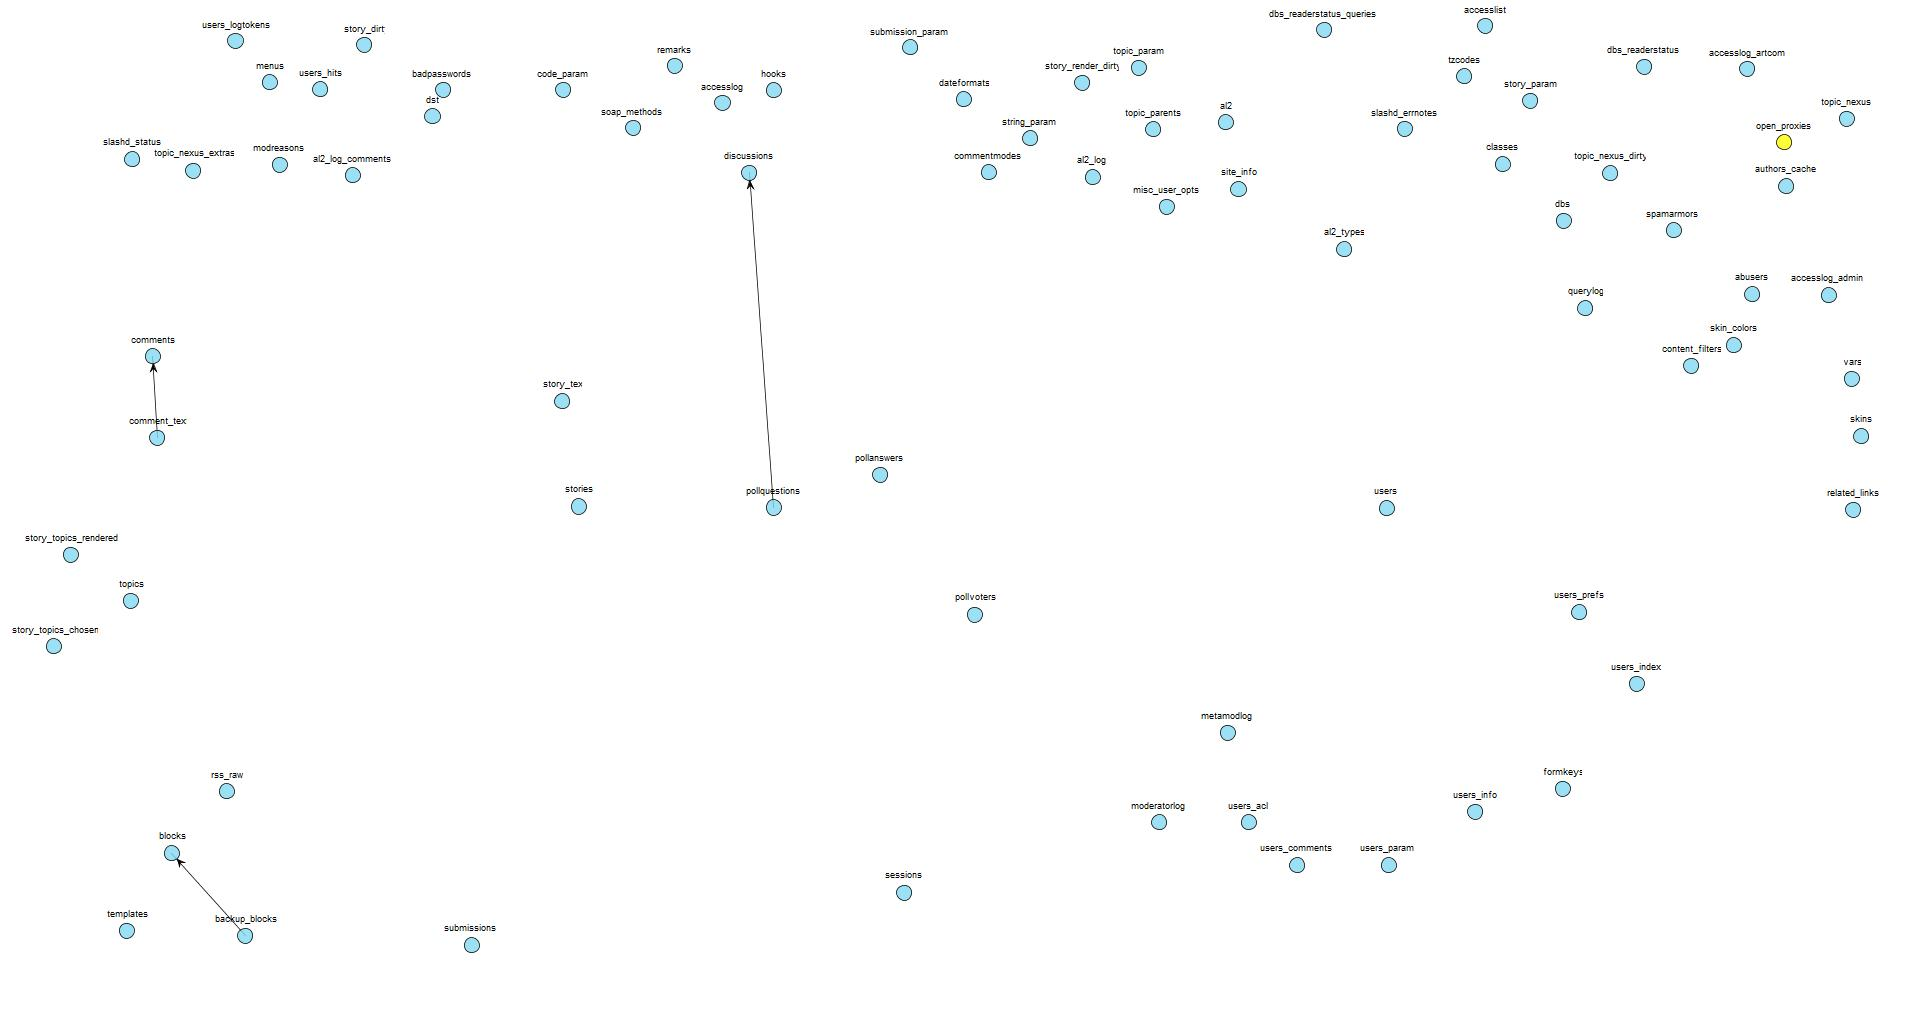 accesslist
dbs_readerstatus_queries
users_logtokens
story_dirt
submission_param
remarks
topic_param
dbs_readerstatus
accesslog_artcom
menus
users_hits
badpasswords
code_param
hooks
story_render_dirty
tzcodes
dateformats
story_param
accesslog
dst
topic_nexus
al2
soap_methods
topic_parents
slashd_errnotes
string_param
open_proxies
slashd_status
modreasons
classes
topic_nexus_extras
al2_log_comments
discussions
commentmodes
topic_nexus_dirty
al2_log
authors_cache
site_info
misc_user_opts
dbs
spamarmors
al2_types
abusers
accesslog_admin
querylog
skin_colors
comments
content_filters
vars
story_tex
comment_tex
skins
pollanswers
stories
pollquestions
users
related_links
story_topics_rendered
topics
pollvoters
users_prefs
story_topics_chosen
users_index
metamodlog
rss_raw
formkeys
users_info
moderatorlog
users_acl
blocks
users_comments
users_param
sessions
templates
backup_blocks
submissions